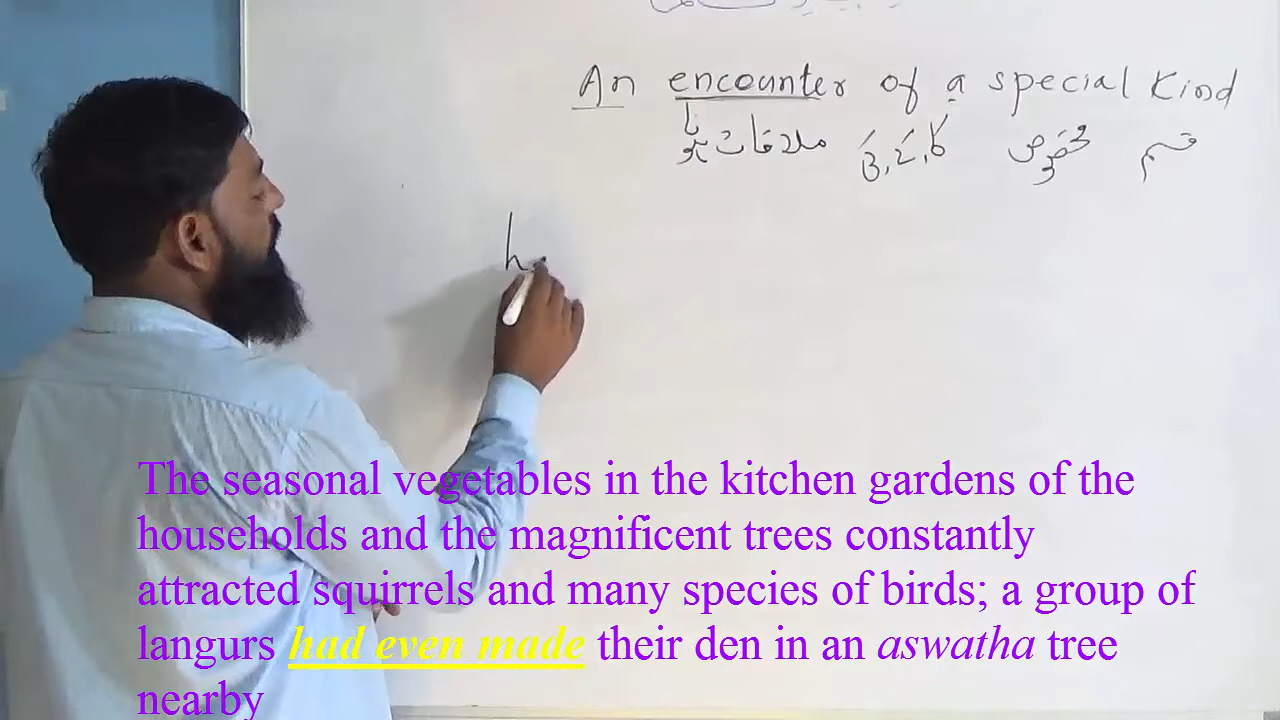 An encounter of a special kind
ملاقات کا، کے، کی مخصوص قسم
h
The seasonal vegetables in the kitchen gardens of the
households and the magnificent trees constantly
attracted squirrels and many species of birds; a group of
langurs had even made their den in an aswatha tree
nearby